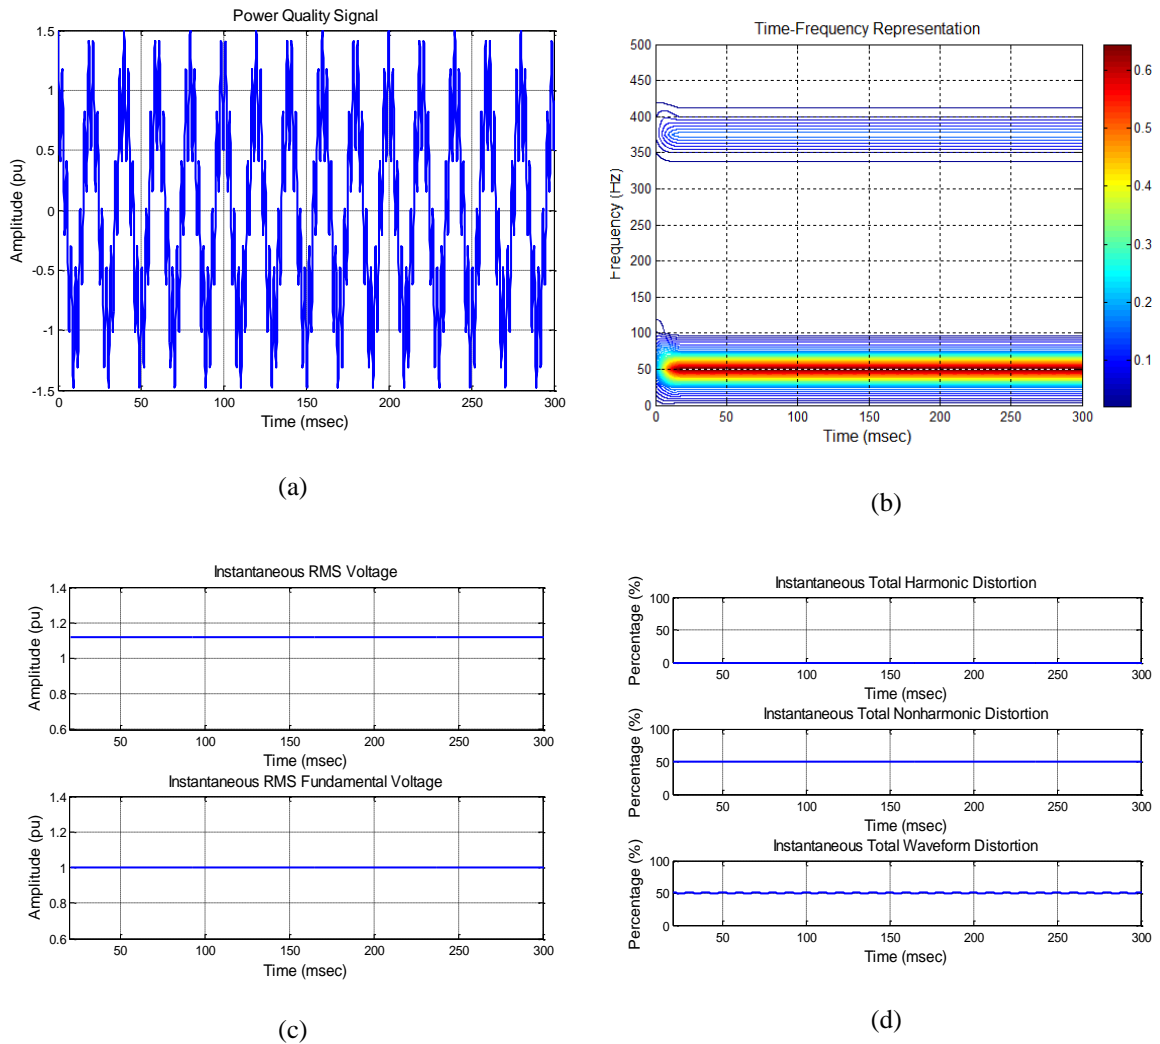 Power Quality Signal
Amplitude (pu)
1.5
1
0.5
0
-0.5
-1
-1.5
0 50 100 150 200 250 300
Time (msec)
(a)
Time-Frequency Representation
Frequency (Hz)
500
450
400
350
300
250
200
150
100
50
0
0 50 100 150 200 250 300
Time (msec)
0.6
0.5
0.4
0.3
0.2
0.1
(b)
Instantaneous RMS Voltage
Amplitude (pu)
1.4
1.2
1
0.8
0.6
50 100 150 200 250 300
Time (msec)
Instantaneous RMS Fundamental Voltage
Amplitude (pu)
1.4
1.2
1
0.8
0.6
50 100 150 200 250 300
Time (msec)
(c)
Instantaneous Total Harmonic Distortion
Percentage (%)
100
50
0
50 100 150 200 250 300
Time (msec)
Instantaneous Total Nonharmonic Distortion
Percentage (%)
100
50
0
50 100 150 200 250 300
Time (msec)
Instantaneous Total Waveform Distortion
Percentage (%)
100
50
0
50 100 150 200 250 300
Time (msec)
(d)